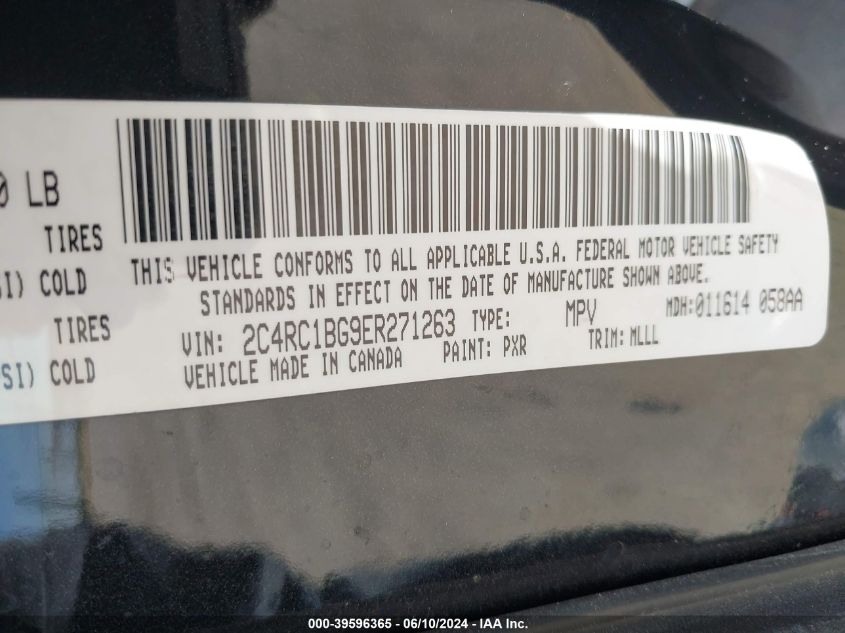 0 LB
TIRES
SI) COLD
TIRES
SI) COLD
THIS VEHICLE CONFORMS TO ALL APPLICABLE U.S.A. FEDERAL MOTOR VEHICLE SAFETY
STANDARDS IN EFFECT ON THE DATE OF MANUFACTURE SHOWN ABOVE.
VIN: 2C4RC1BG9ER271263 TYPE: MPV MDH:011614 058AA
VEHICLE MADE IN CANADA PAINT: PXR TRIM: MLLL
000-39596365 - 06/10/2024 - IAA Inc.